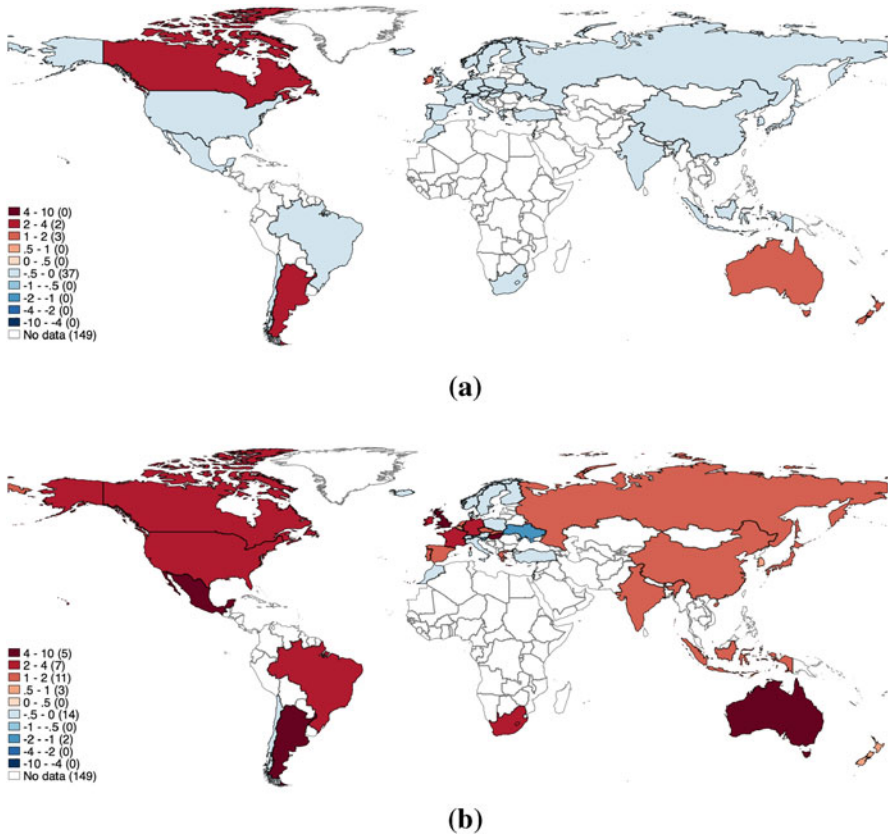 4 - 10 (0)
2 - 4 (2)
1 - 2 (3)
.5 - 1 (0)
0 - .5 (0)
-.5 - 0 (37)
-1 - -.5 (0)
-2 - -1 (0)
-4 - -2 (0)
-10 - -4 (0)
No data (149)
(a)
4 - 10 (5)
2 - 4 (7)
1 - 2 (11)
.5 - 1 (3)
0 - .5 (0)
-.5 - 0 (14)
-1 - -.5 (0)
-2 - -1 (2)
-4 - -2 (0)
-10 - -4 (0)
No data (149)
(b)